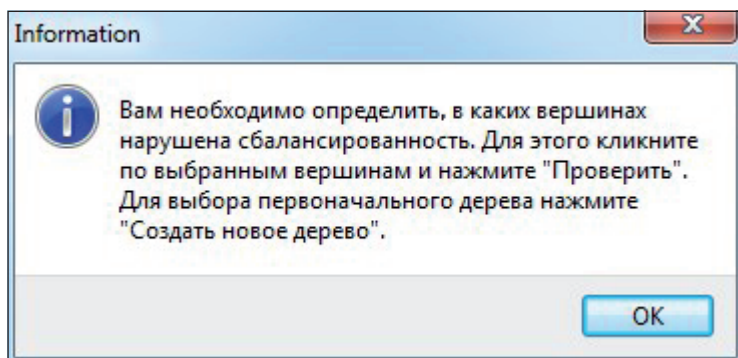 Information
Вам необходимо определить, в каких вершинах
нарушена сбалансированность. Для этого кликните
по выбранным вершинам и нажмите "Проверить".
Для выбора первоначального дерева нажмите
"Создать новое дерево".
OK